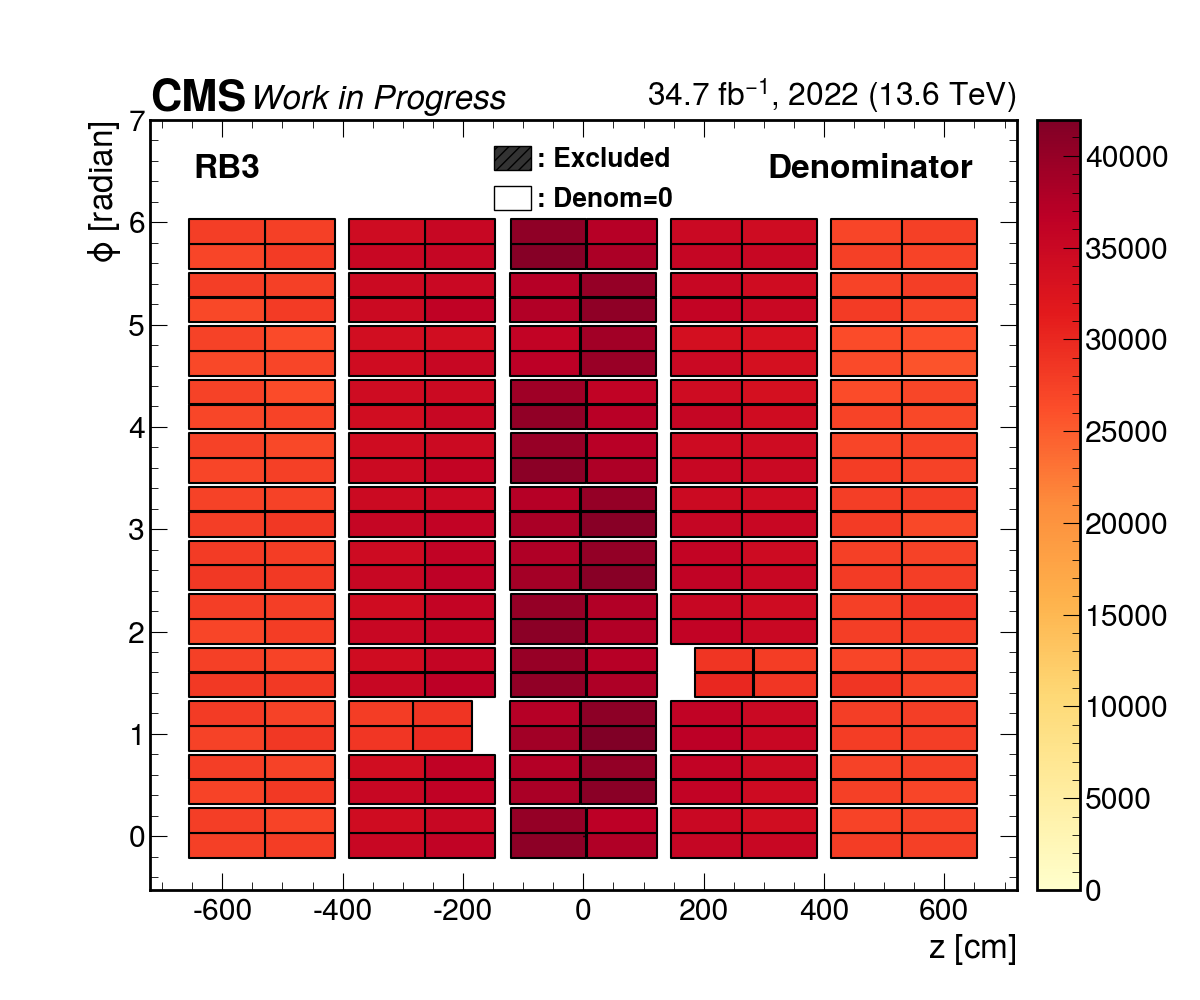 CMS Work in Progress 34.7 fb⁻¹, 2022 (13.6 TeV)
RB3
: Excluded
: Denom=0
Denominator
ϕ [radian]
7
6
5
4
3
2
1
0
-600 -400 -200 0 200 400 600
z [cm]
40000
35000
30000
25000
20000
15000
10000
5000
0